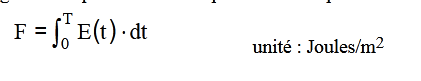 F = ∫₀ᵀ E(t)·dt
unité : Joules/m²